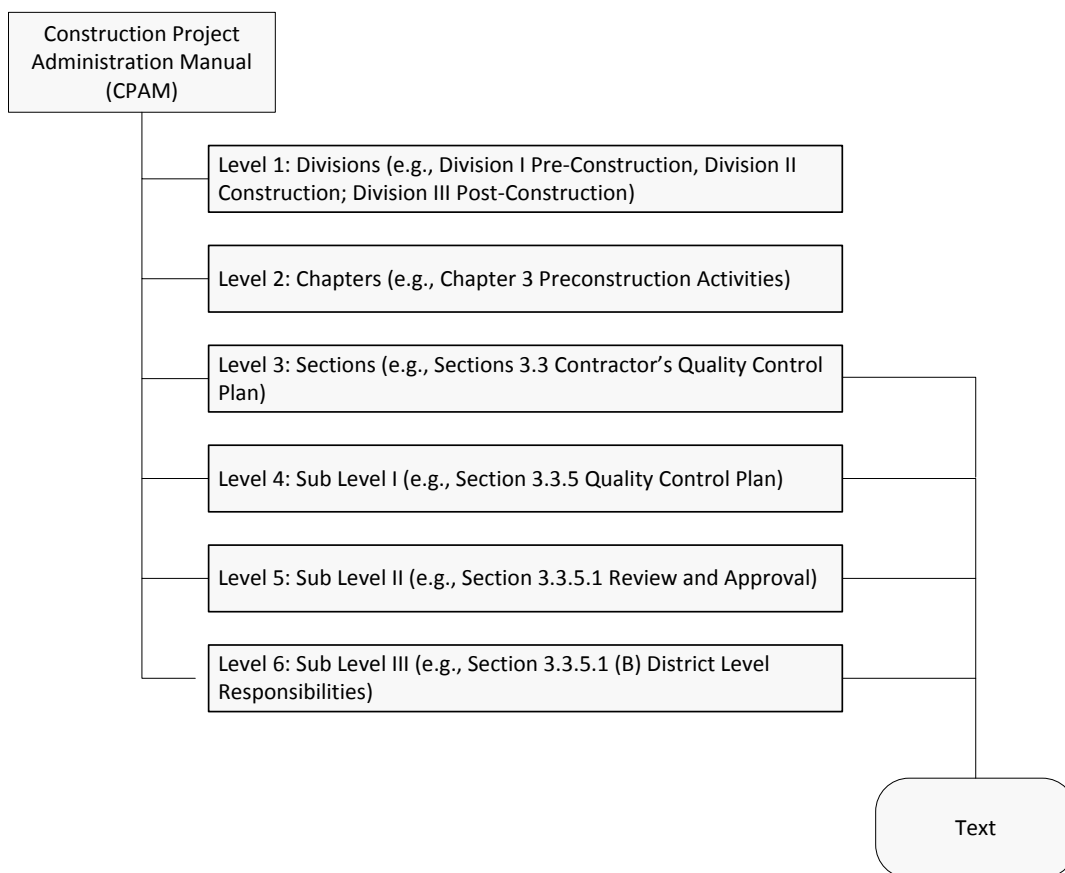 Construction Project
Administration Manual
(CPAM)
Level 1: Divisions (e.g., Division I Pre-Construction, Division II
Construction; Division III Post-Construction)
Level 2: Chapters (e.g., Chapter 3 Preconstruction Activities)
Level 3: Sections (e.g., Sections 3.3 Contractor’s Quality Control
Plan)
Level 4: Sub Level I (e.g., Section 3.3.5 Quality Control Plan)
Level 5: Sub Level II (e.g., Section 3.3.5.1 Review and Approval)
Level 6: Sub Level III (e.g., Section 3.3.5.1 (B) District Level
Responsibilities)
Text